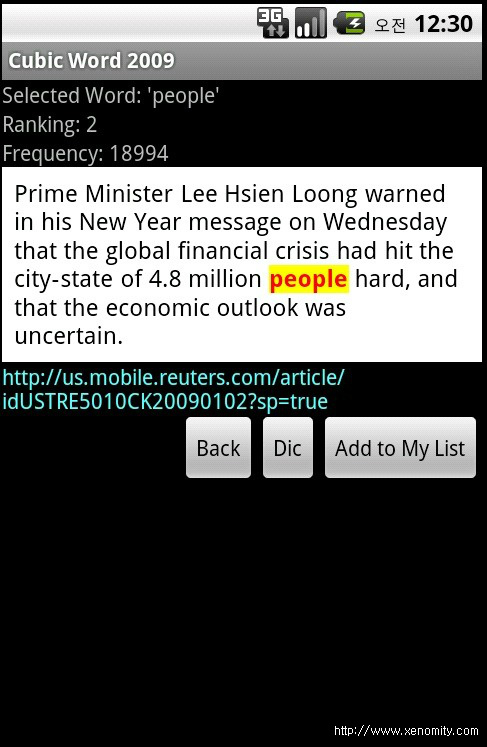 3G 오전 12:30
Cubic Word 2009
Selected Word: 'people'
Ranking: 2
Frequency: 18994
Prime Minister Lee Hsien Loong warned
in his New Year message on Wednesday
that the global financial crisis had hit the
city-state of 4.8 million people hard, and
that the economic outlook was
uncertain.
http://us.mobile.reuters.com/article/
idUSTRE5010CK20090102?sp=true
Back Dic Add to My List
http://www.xenomity.com